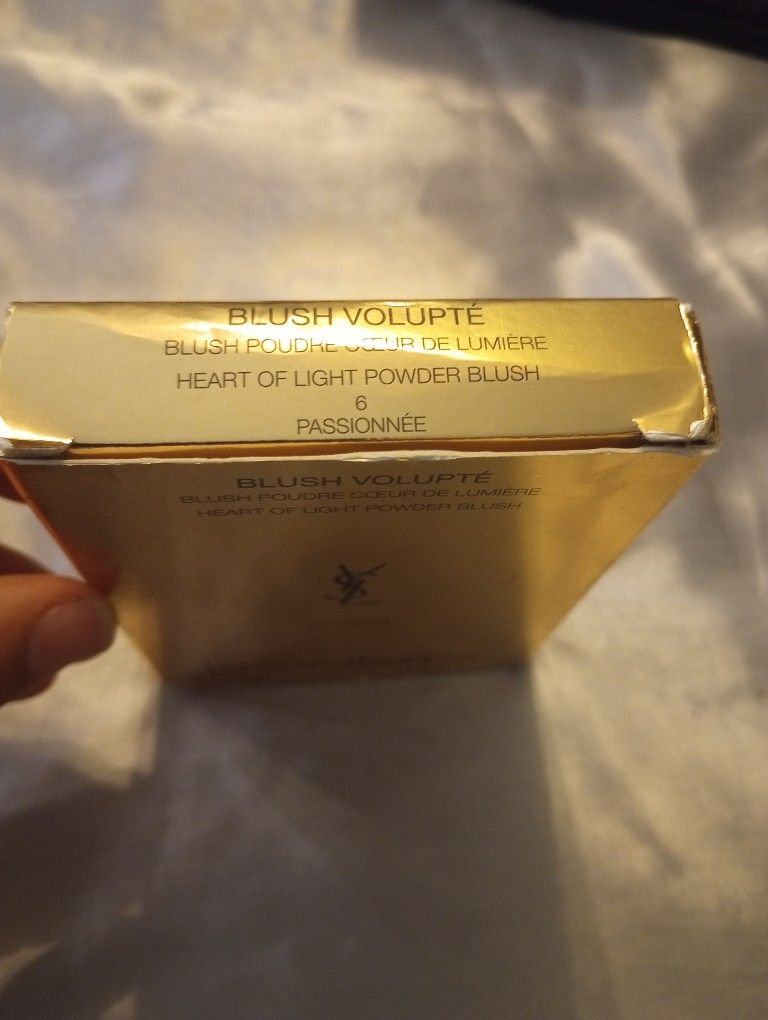 BLUSH VOLUPTÉ
BLUSH POUDRE CŒUR DE LUMIÈRE
HEART OF LIGHT POWDER BLUSH
6
PASSIONNÉE
BLUSH VOLUPTÉ
BLUSH POUDRE CŒUR DE LUMIÈRE
HEART OF LIGHT POWDER BLUSH
YSL